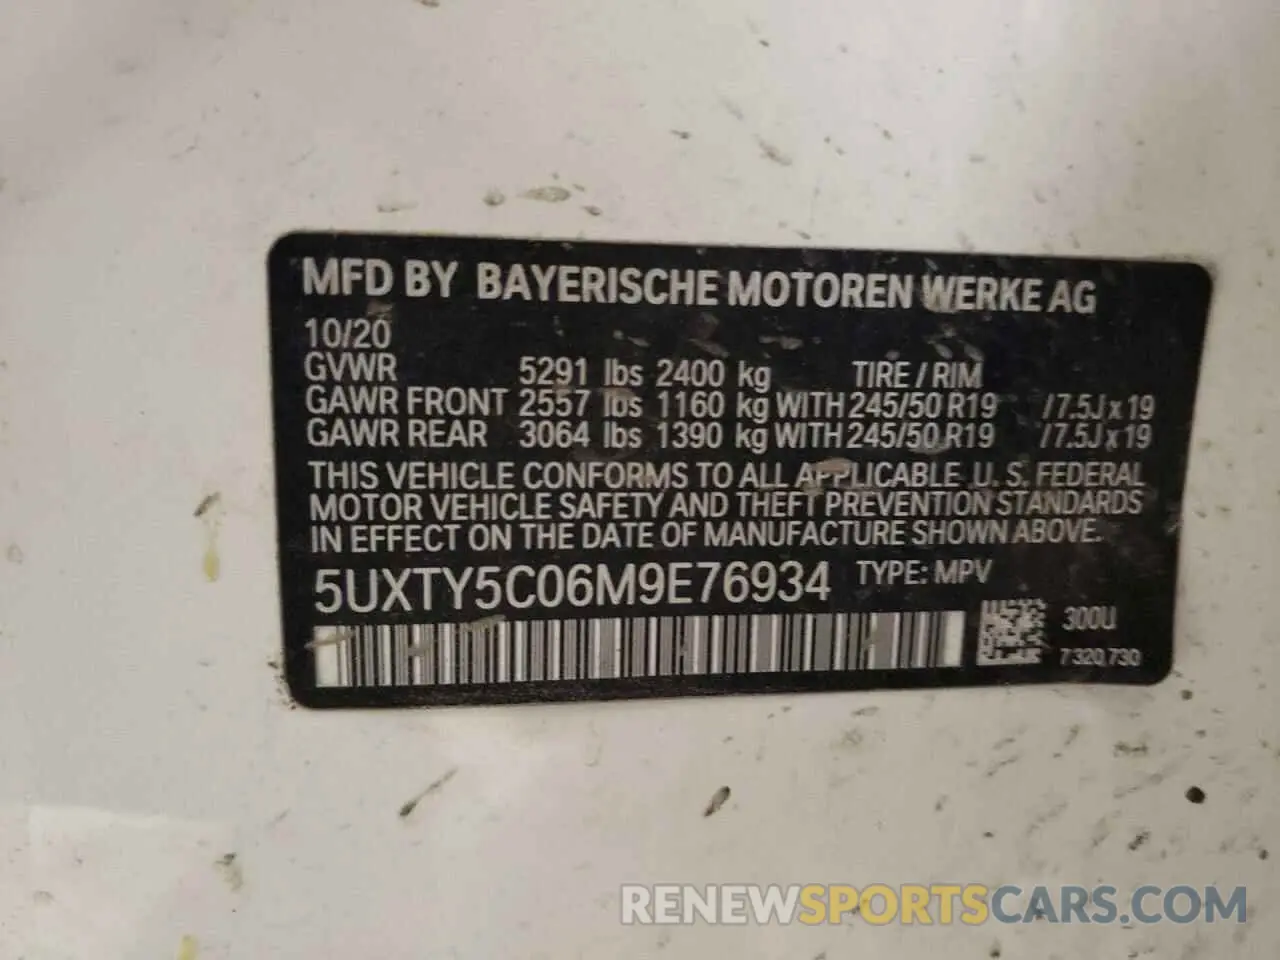 MFD BY BAYERISCHE MOTOREN WERKE AG
10/20
GVWR 5291 lbs 2400 kg TIRE / RIM
GAWR FRONT 2557 lbs 1160 kg WITH 245/50 R19 / 7.5J x 19
GAWR REAR 3064 lbs 1390 kg WITH 245/50 R19 / 7.5J x 19
THIS VEHICLE CONFORMS TO ALL APPLICABLE U. S. FEDERAL
MOTOR VEHICLE SAFETY AND THEFT PREVENTION STANDARDS
IN EFFECT ON THE DATE OF MANUFACTURE SHOWN ABOVE.
5UXTY5C06M9E76934 TYPE: MPV
300U
7 320 730
RENEWSPORTSCARS.COM